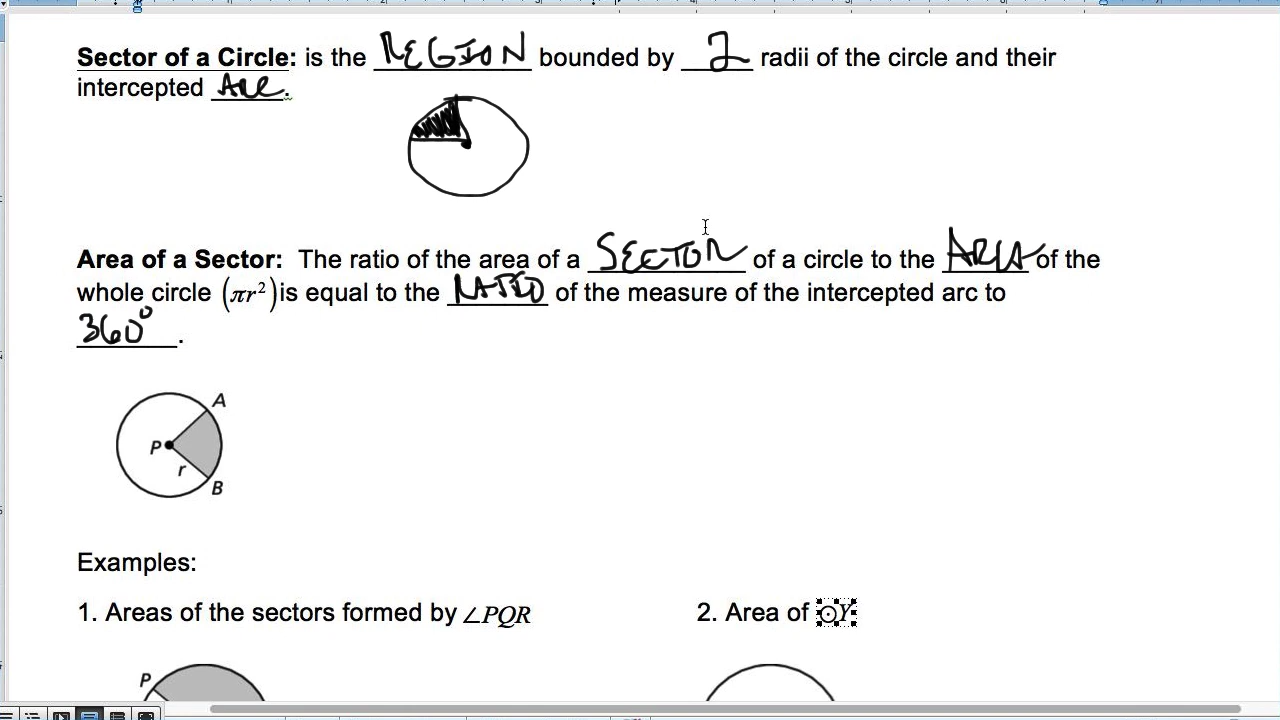 Sector of a Circle: is the REGION bounded by 2 radii of the circle and their
intercepted Arc.
Area of a Sector: The ratio of the area of a SECTOR of a circle to the AREA of the
whole circle (πr²) is equal to the RATIO of the measure of the intercepted arc to
360°.
A
P
r
B
Examples:
1. Areas of the sectors formed by ∠PQR
2. Area of ⊙Y
P